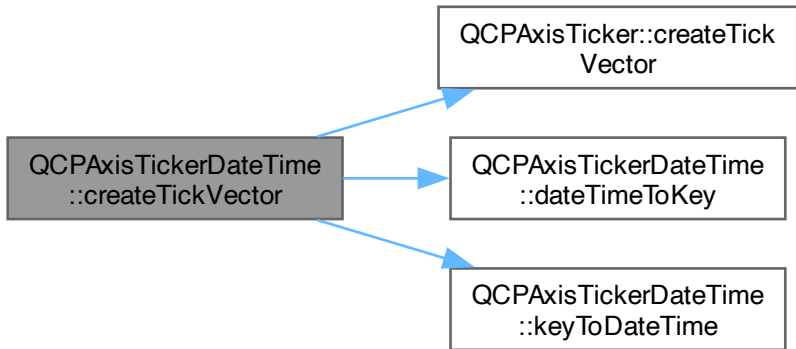 QCPAxisTicker::createTick
Vector
QCPAxisTickerDateTime
::createTickVector
QCPAxisTickerDateTime
::dateTimeToKey
QCPAxisTickerDateTime
::keyToDateTime